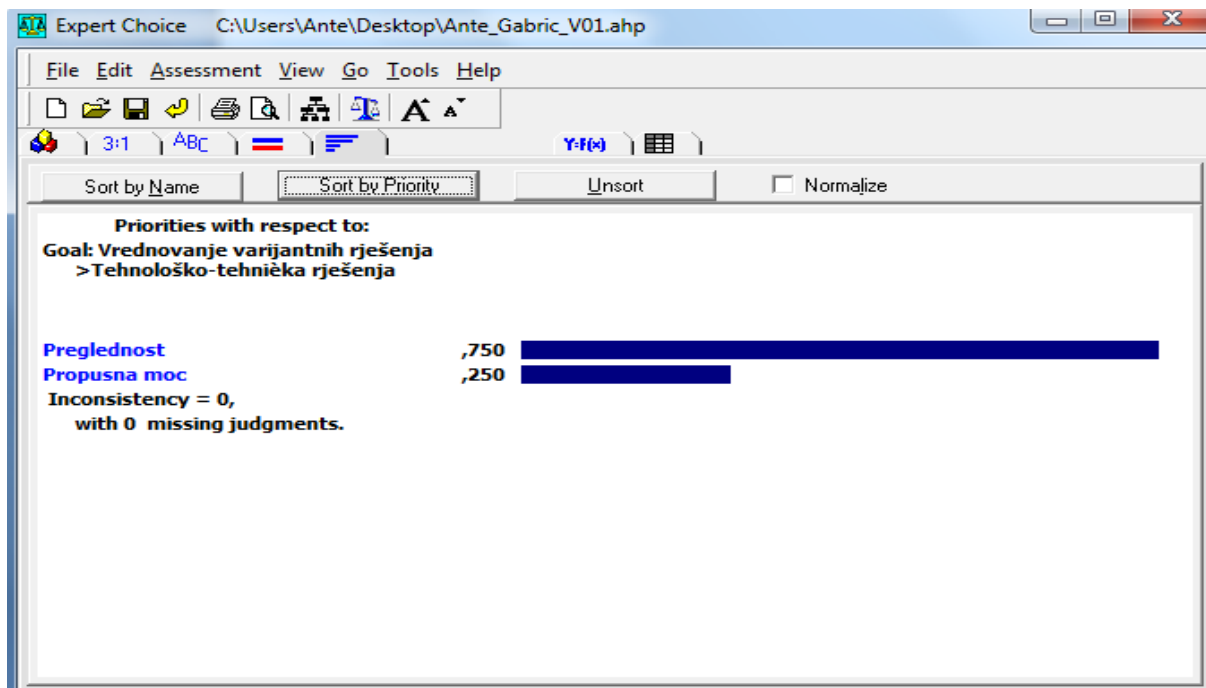 Expert Choice C:\Users\Ante\Desktop\Ante_Gabric_V01.ahp
File Edit Assessment View Go Tools Help
A A
3:1 ABC Y=F(x)
Sort by Name Sort by Priority Unsort Normalize
Priorities with respect to:
Goal: Vrednovanje varijantnih rješenja
>Tehnološko-tehnièka rješenja
Preglednost ,750
Propusna moc ,250
Inconsistency = 0,
with 0 missing judgments.